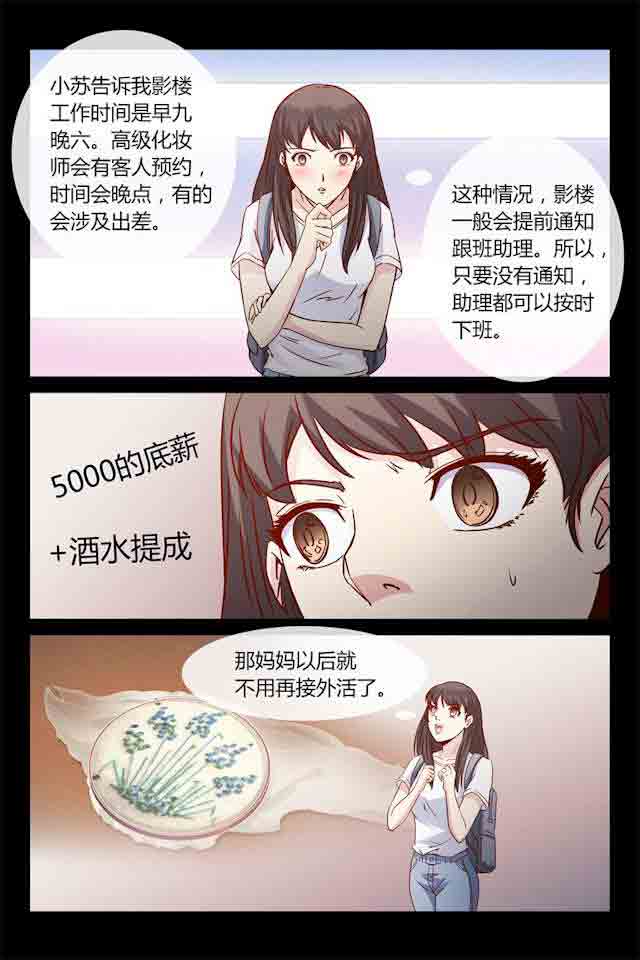 小苏告诉我影楼
工作时间是早九
晚六。高级化妆
师会有客人预约，
时间会晚点，有的
会涉及出差。
这种情况，影楼
一般会提前通知
跟班助理。所以，
只要没有通知，
助理都可以按时
下班。
5000的底薪
+酒水提成
那妈妈以后就
不用再接外活了。